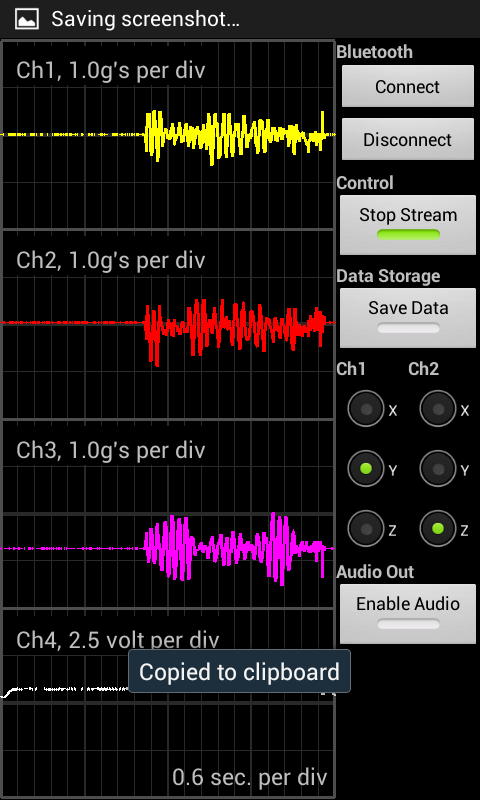 Saving screenshot...
Ch1, 1.0g's per div
Ch2, 1.0g's per div
Ch3, 1.0g's per div
Ch4, 2.5 volt per div
Copied to clipboard
0.6 sec. per div
Bluetooth
Connect
Disconnect
Control
Stop Stream
Data Storage
Save Data
Ch1 Ch2
X X
Y Y
Z Z
Audio Out
Enable Audio